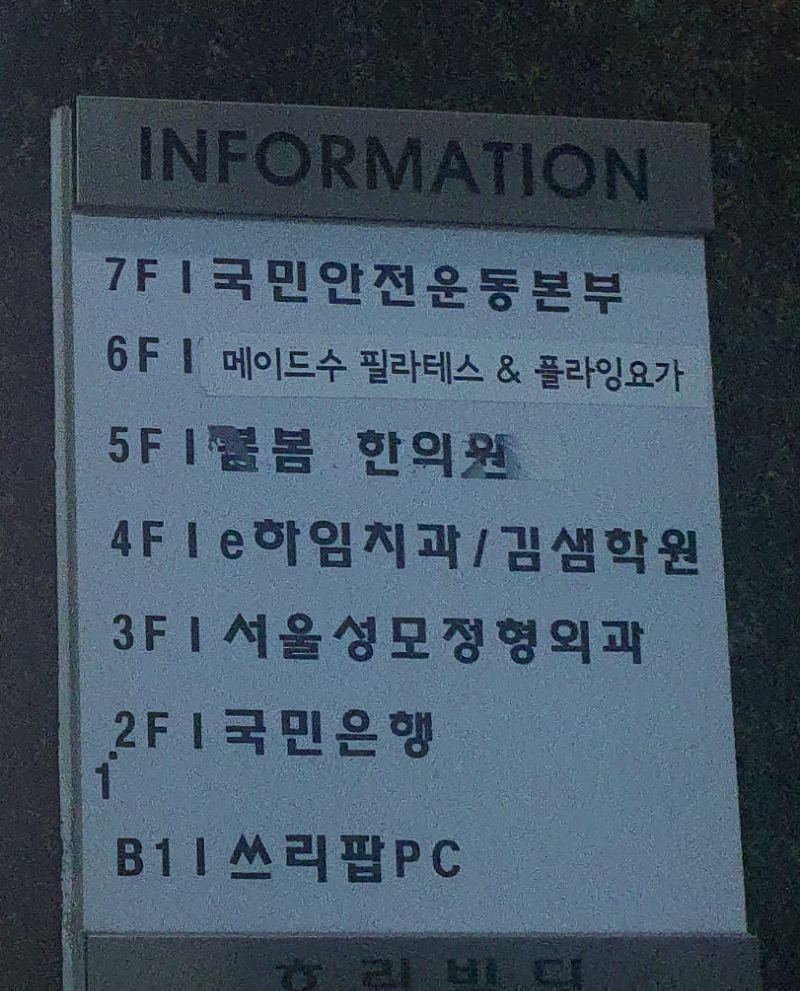 INFORMATION
7F | 국민안전운동본부
6F | 메이드수 필라테스 & 플라잉요가
5F | 봄 한의원
4F | e하임치과/김샘학원
3F | 서울성모정형외과
2F | 국민은행
1
B1 | 쓰리팝PC